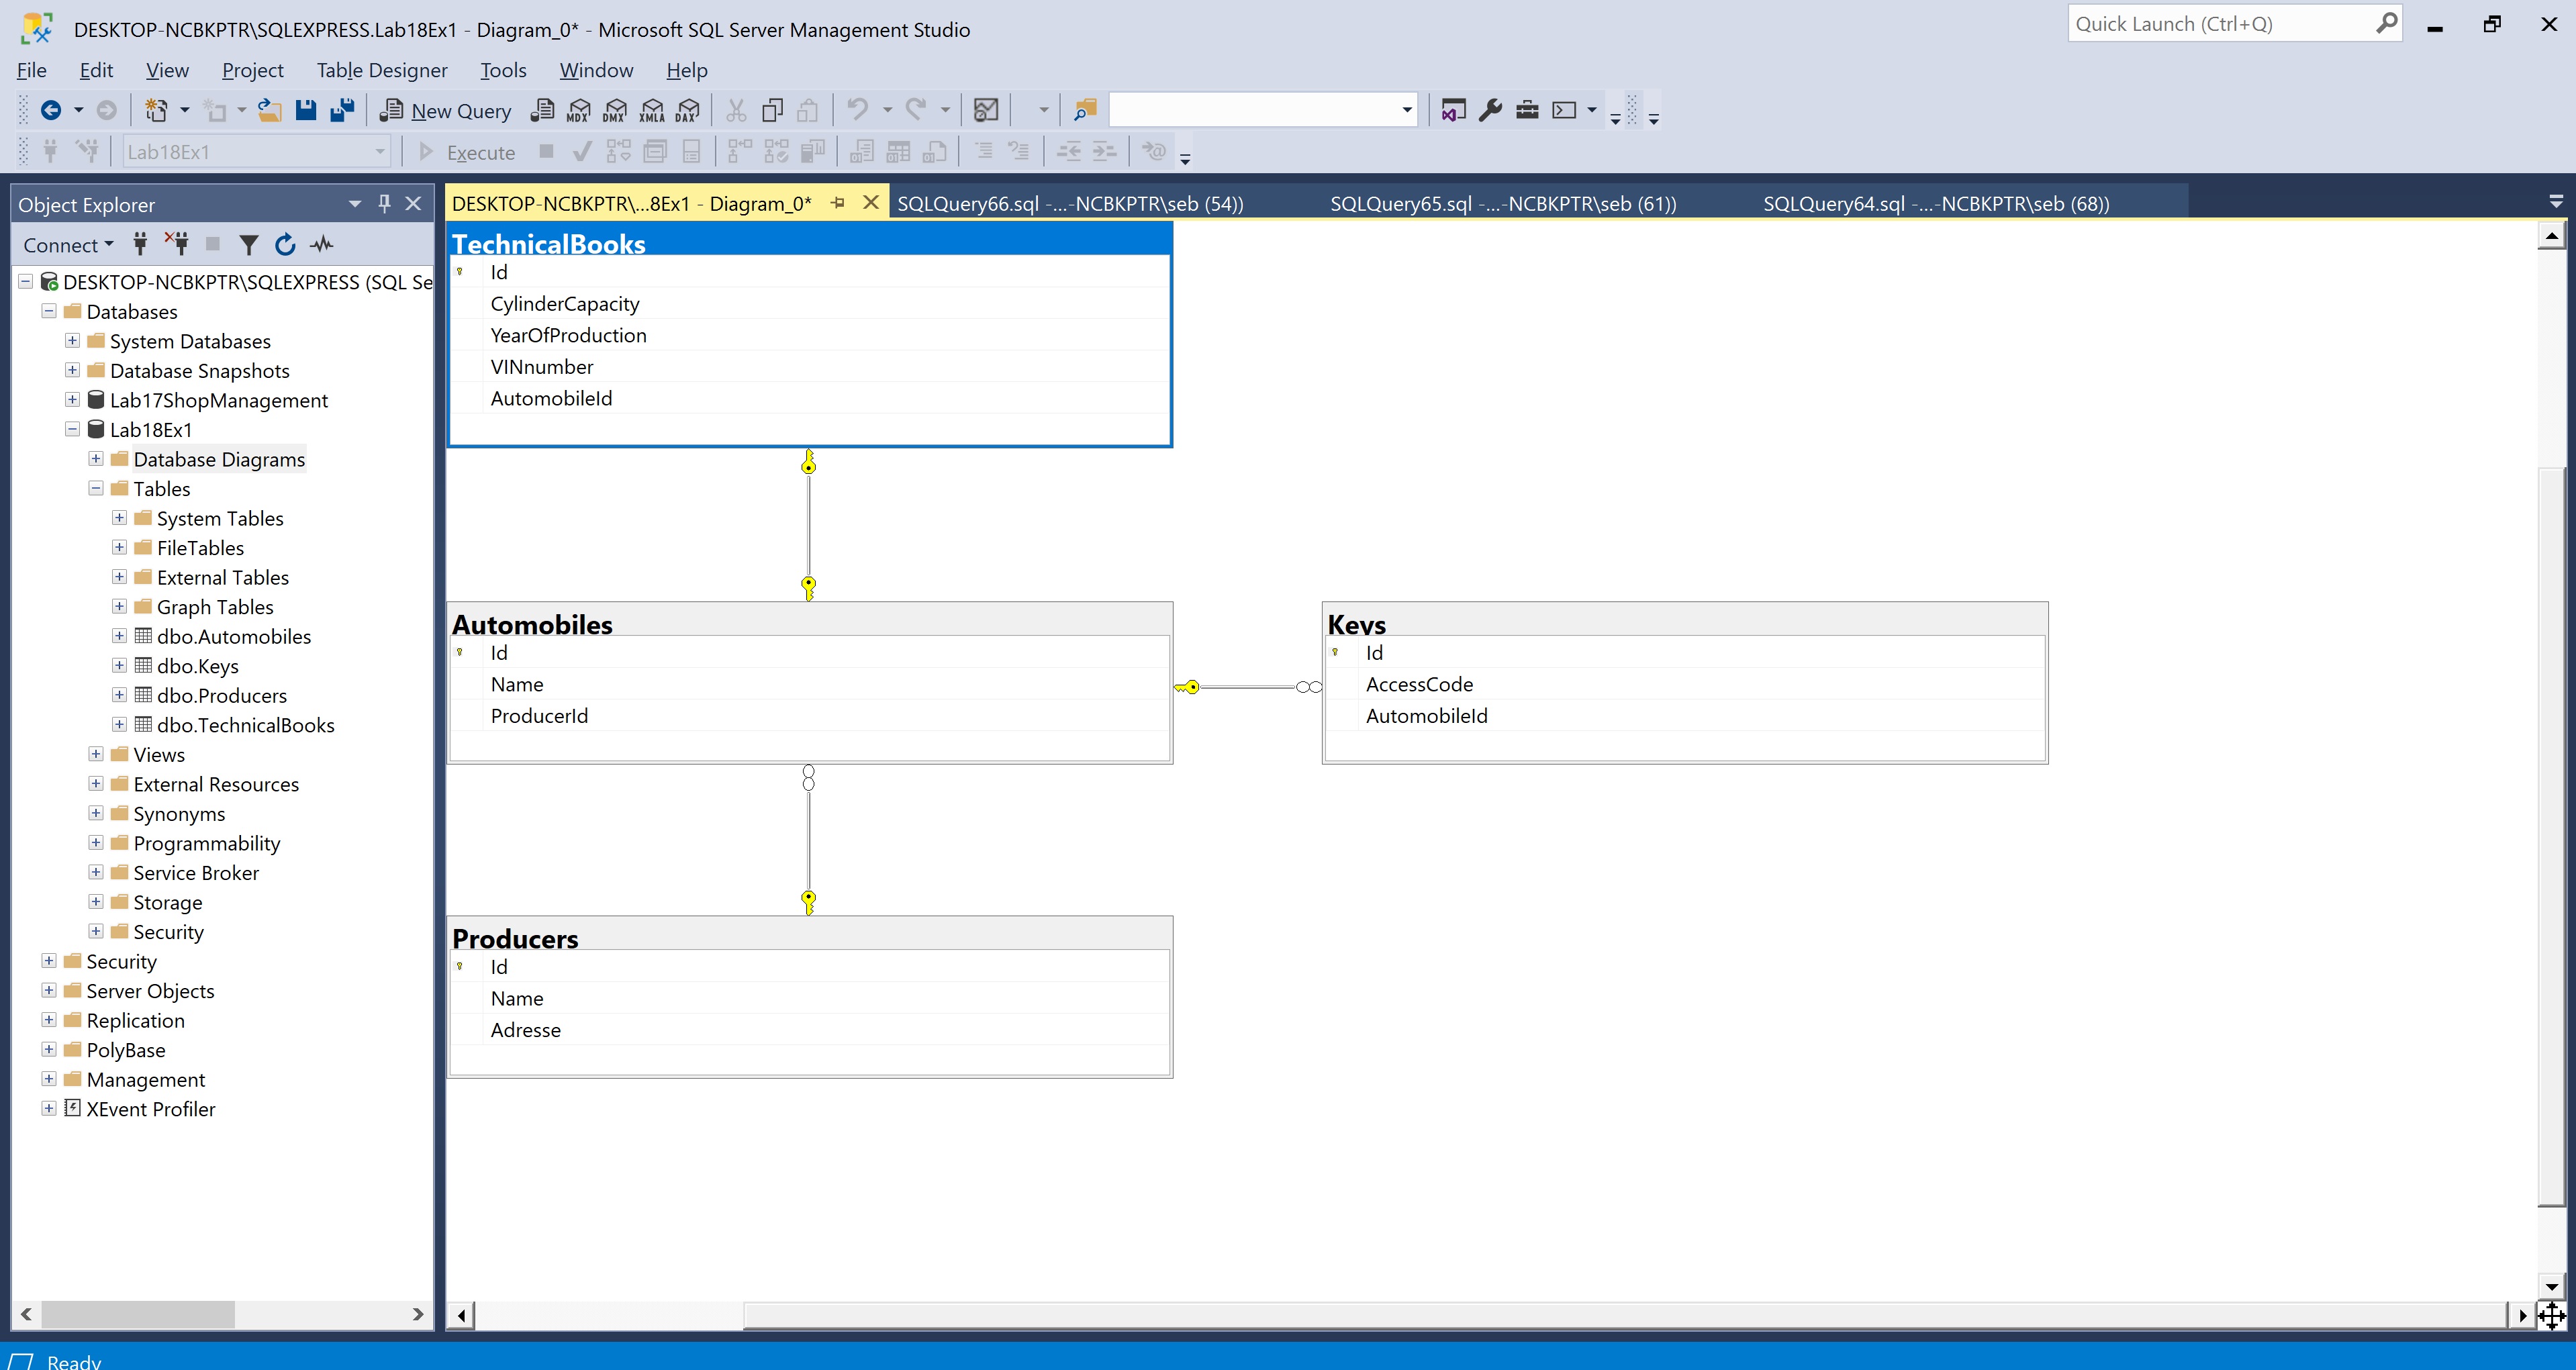 DESKTOP-NCBKPTR\SQLEXPRESS.Lab18Ex1 - Diagram_0* - Microsoft SQL Server Management Studio
Quick Launch (Ctrl+Q)
File Edit View Project Table Designer Tools Window Help
New Query MDX DMX XMLA DAX
Lab18Ex1 Execute
Object Explorer
Connect
DESKTOP-NCBKPTR\SQLEXPRESS (SQL Se
Databases
System Databases
Database Snapshots
Lab17ShopManagement
Lab18Ex1
Database Diagrams
Tables
System Tables
FileTables
External Tables
Graph Tables
dbo.Automobiles
dbo.Keys
dbo.Producers
dbo.TechnicalBooks
Views
External Resources
Synonyms
Programmability
Service Broker
Storage
Security
Security
Server Objects
Replication
PolyBase
Management
XEvent Profiler
DESKTOP-NCBKPTR\...8Ex1 - Diagram_0* SQLQuery66.sql -...-NCBKPTR\seb (54)) SQLQuery65.sql -...-NCBKPTR\seb (61)) SQLQuery64.sql -...-NCBKPTR\seb (68))
TechnicalBooks
Id
CylinderCapacity
YearOfProduction
VINnumber
AutomobileId
Automobiles
Id
Name
ProducerId
Keys
Id
AccessCode
AutomobileId
Producers
Id
Name
Adresse
Ready